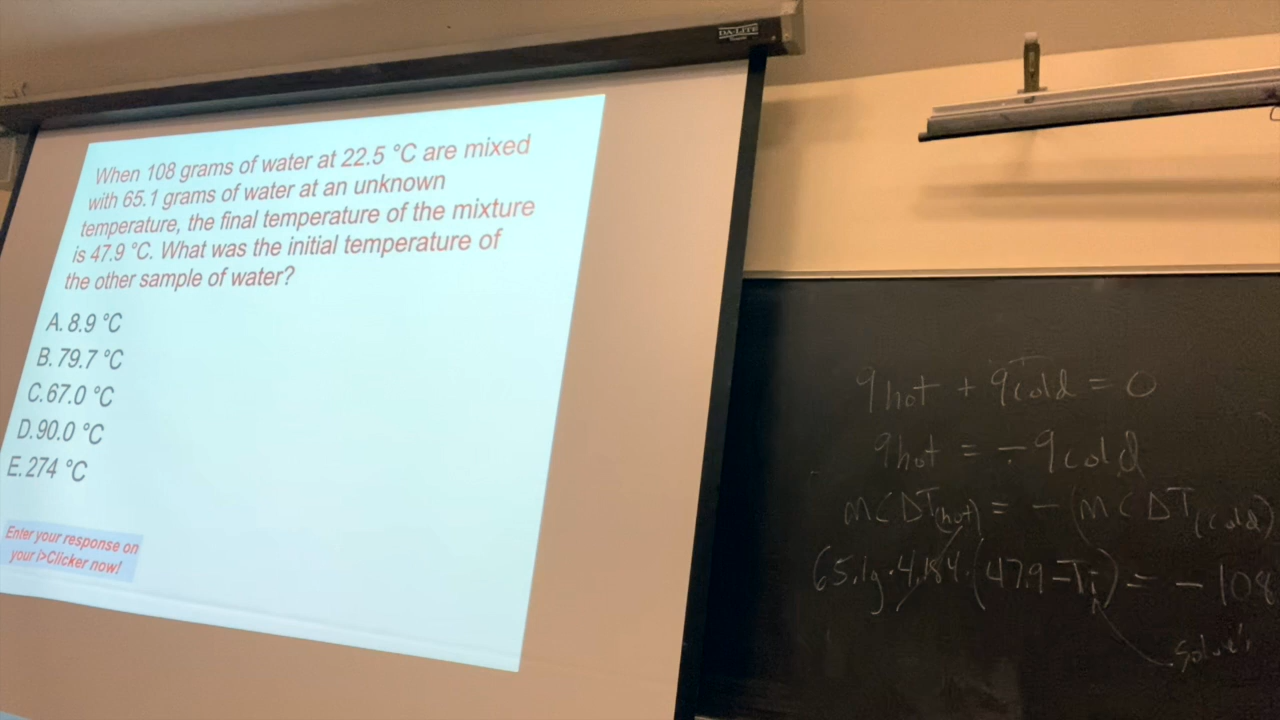 DA-LITE
When 108 grams of water at 22.5 °C are mixed
with 65.1 grams of water at an unknown
temperature, the final temperature of the mixture
is 47.9 °C. What was the initial temperature of
the other sample of water?
A. 8.9 °C
B. 79.7 °C
C. 67.0 °C
D. 90.0 °C
E. 274 °C
Enter your response on
your i>Clicker now!
qhot + qcold = 0
qhot = -qcold
mCΔT(hot) = - (mCΔT(cold)
65.1g·4.184·(47.9-Ti) = - 108